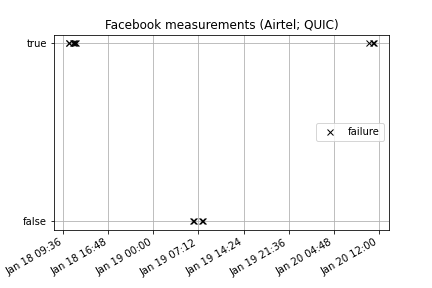 Facebook measurements (Airtel; QUIC)
true
failure
false
Jan 18 09:36
Jan 18 16:48
Jan 19 00:00
Jan 19 07:12
Jan 19 14:24
Jan 19 21:36
Jan 20 04:48
Jan 20 12:00